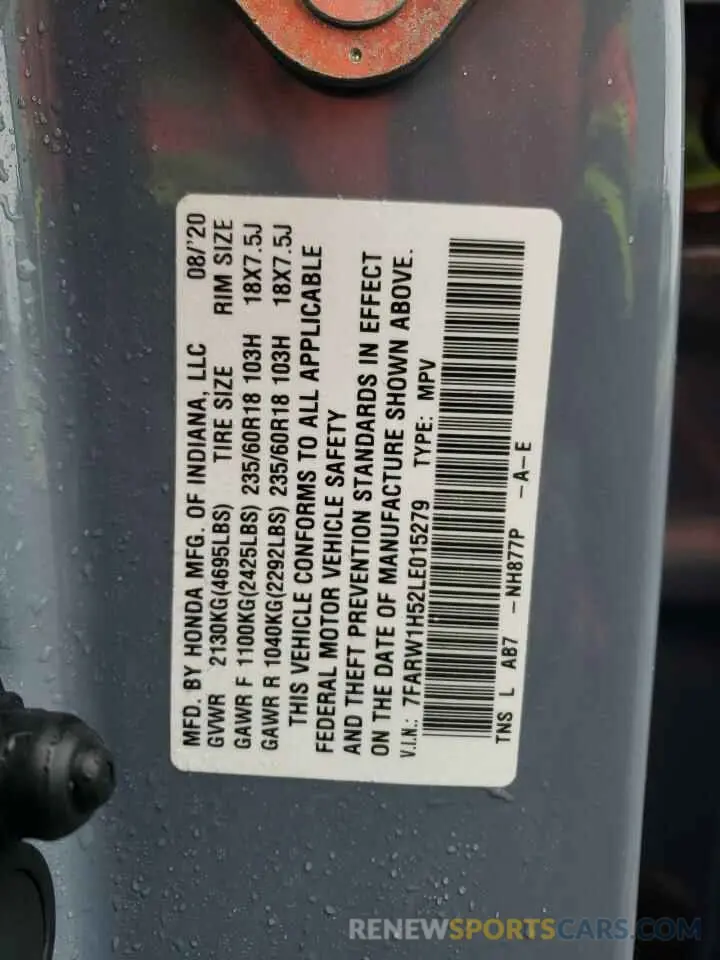 MFD. BY HONDA MFG. OF INDIANA, LLC 08/'20
GVWR 2130KG(4695LBS) TIRE SIZE RIM SIZE
GAWR F 1100KG(2425LBS) 235/60R18 103H 18X7.5J
GAWR R 1040KG(2292LBS) 235/60R18 103H 18X7.5J
THIS VEHICLE CONFORMS TO ALL APPLICABLE
FEDERAL MOTOR VEHICLE SAFETY
AND THEFT PREVENTION STANDARDS IN EFFECT
ON THE DATE OF MANUFACTURE SHOWN ABOVE.
V.I.N.: 7FARW1H52LE015279 TYPE: MPV
TNS L AB7 -NH877P -A-E
RENEWSPORTSCARS.COM